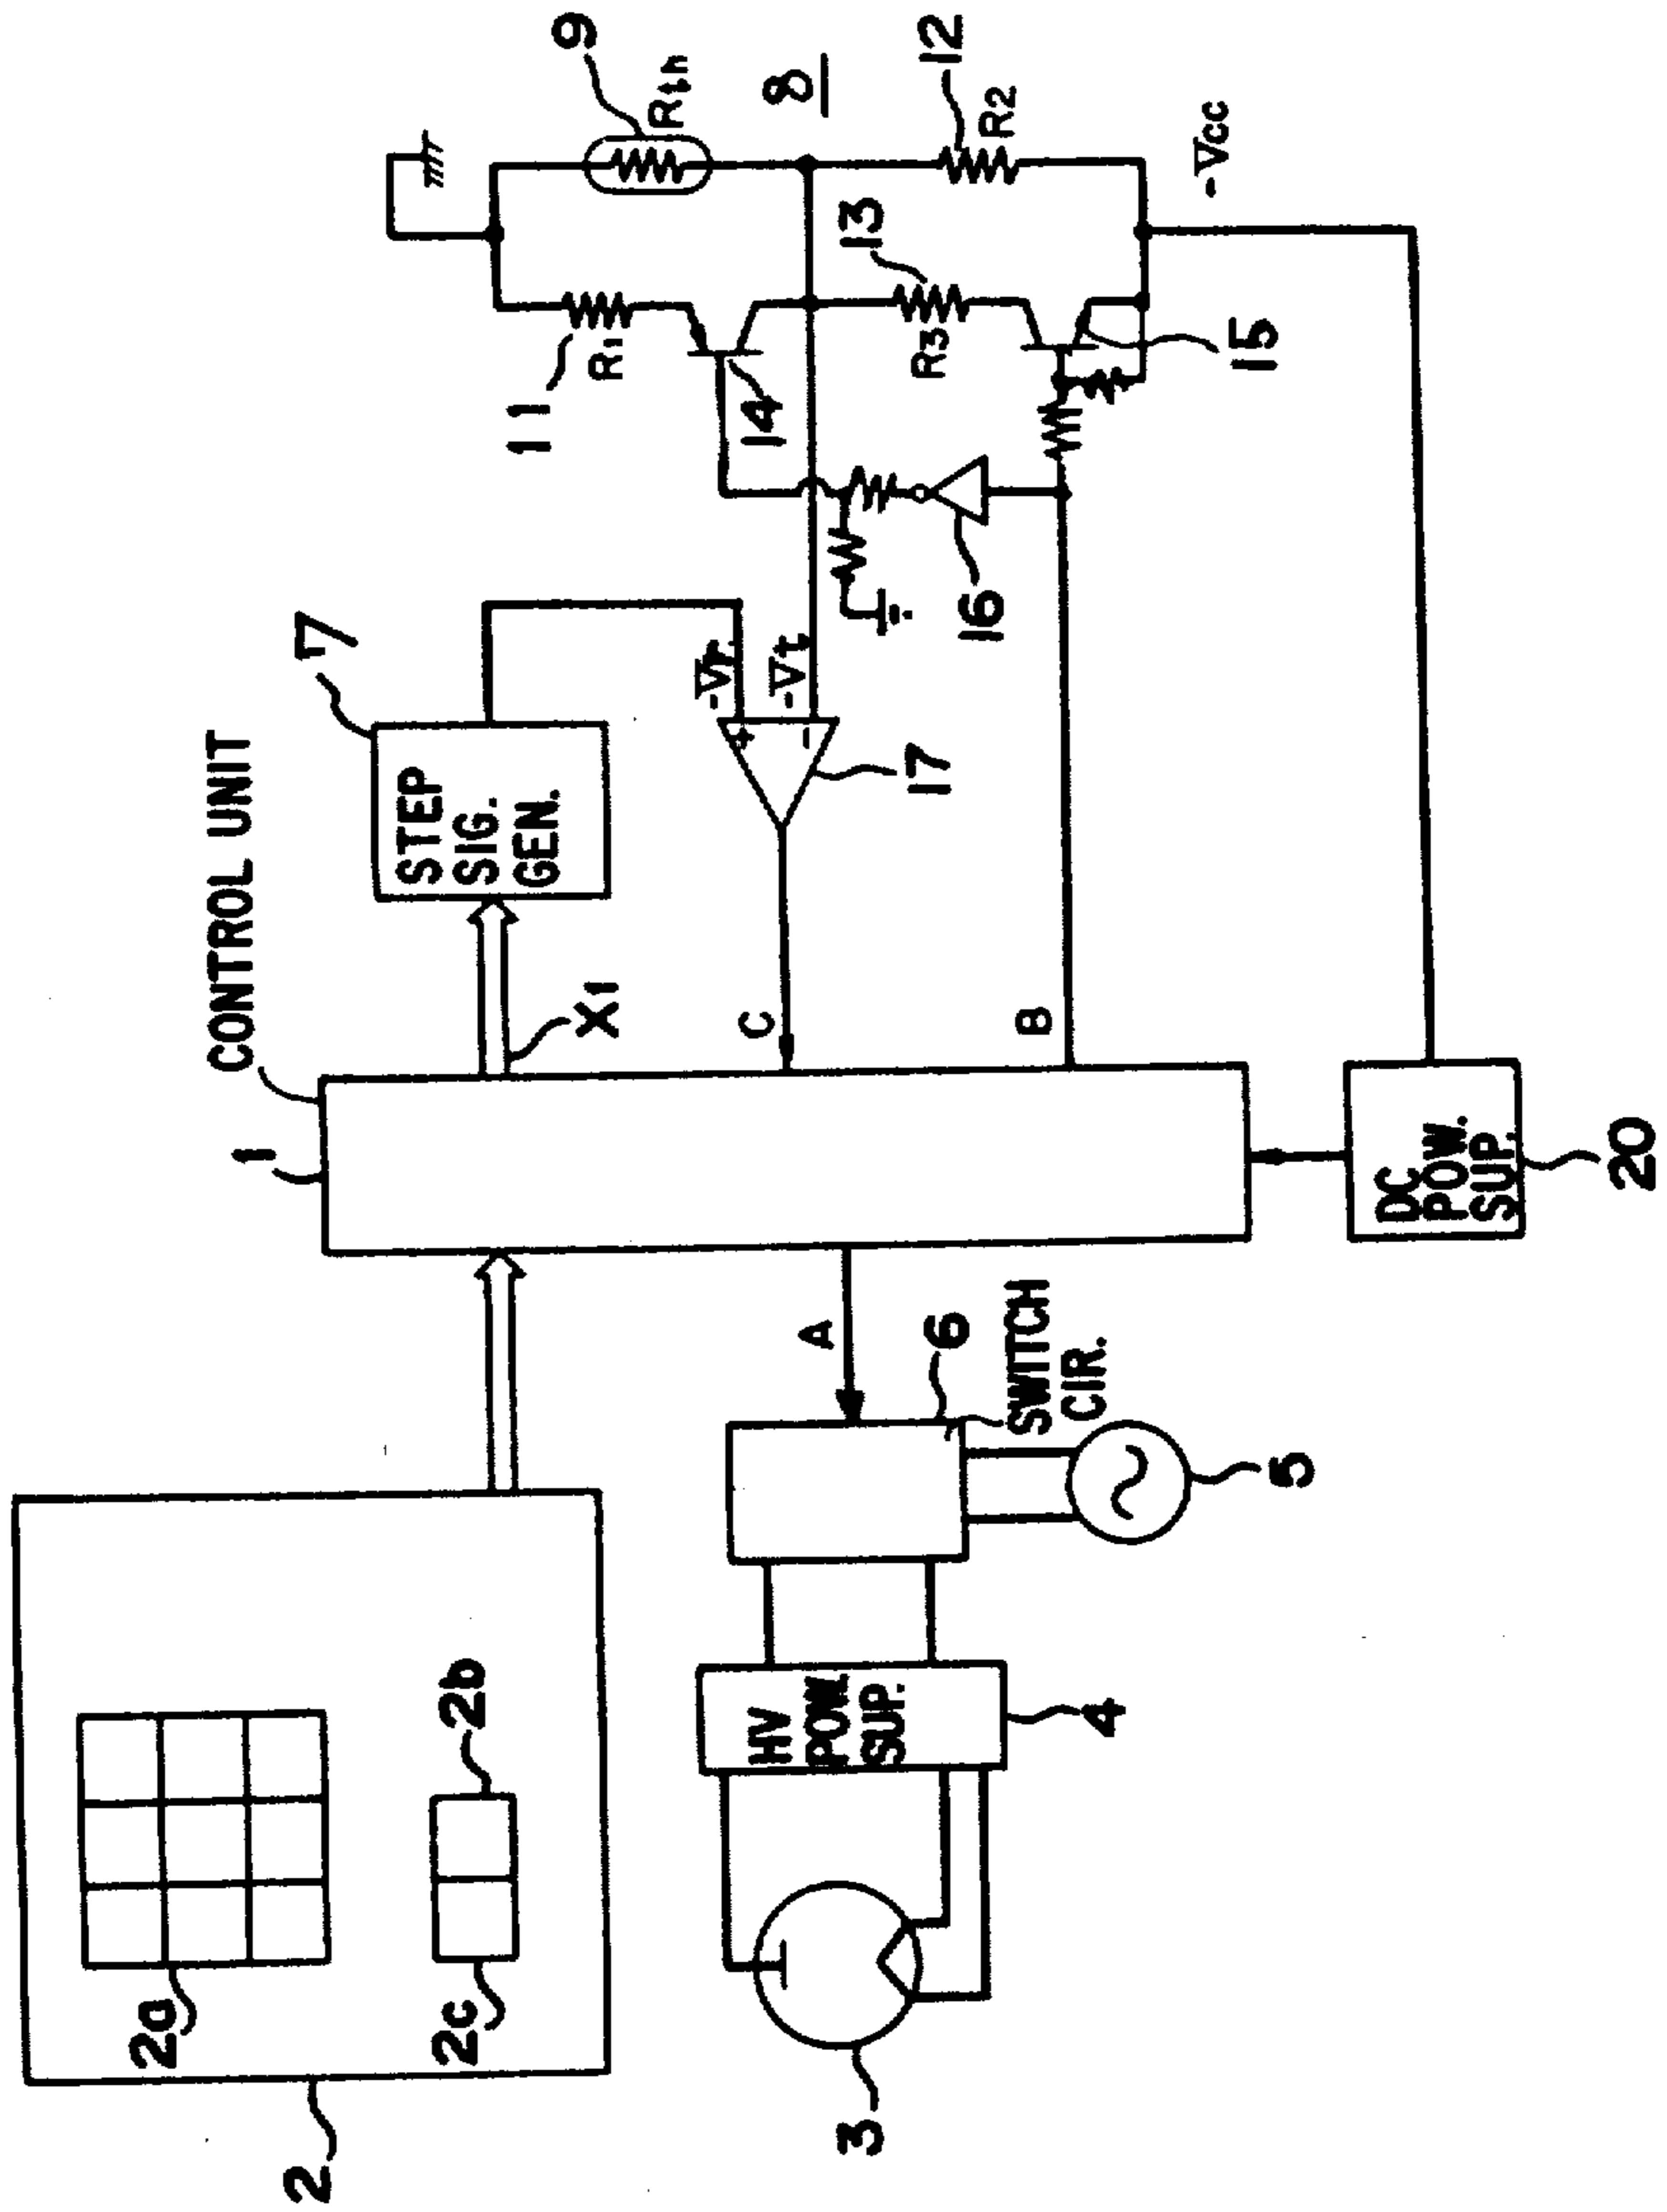 2
2a
2b
2c
CONTROL UNIT
1
X1
STEP
SIG.
GEN.
7
3
HV
POW.
SUP.
4
A
6
SWITCH
CIR.
5
C
B
17
-Vr
-Vt
16
11
R1
14
9
Rth
8
13
R3
12
R2
15
-Vcc
DC
POW.
SUP.
20
+
-